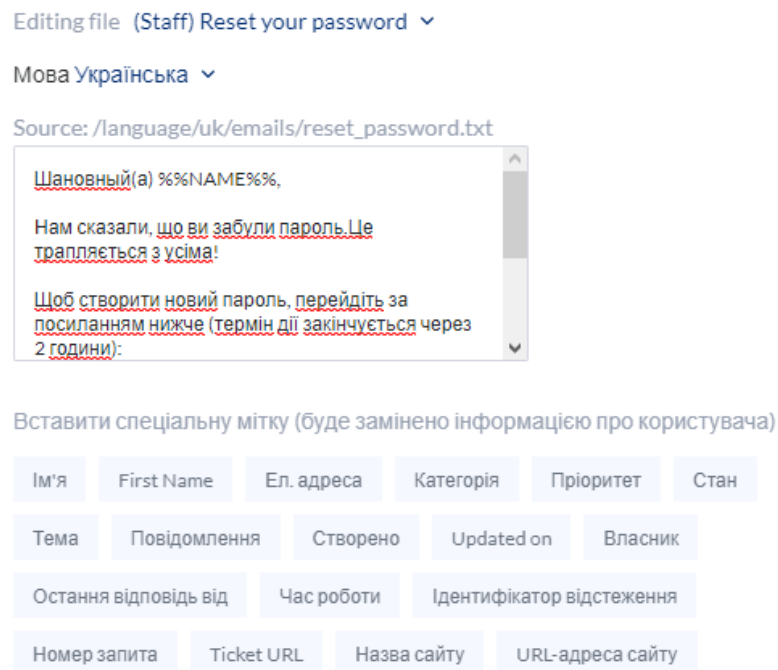 Editing file (Staff) Reset your password
Мова Українська
Source: /language/uk/emails/reset_password.txt
Шановный(а) %%NAME%%,
Нам сказали, що ви забули пароль.Це
трапляється з усіма!
Щоб створити новий пароль, перейдіть за
посиланням нижче (термін дії закінчується через
2 години):
Вставити спеціальну мітку (буде замінено інформацією про користувача)
Ім'я First Name Ел. адреса Категорія Пріоритет Стан
Тема Повідомлення Створено Updated on Власник
Остання відповідь від Час роботи Ідентифікатор відстеження
Номер запита Ticket URL Назва сайту URL-адреса сайту